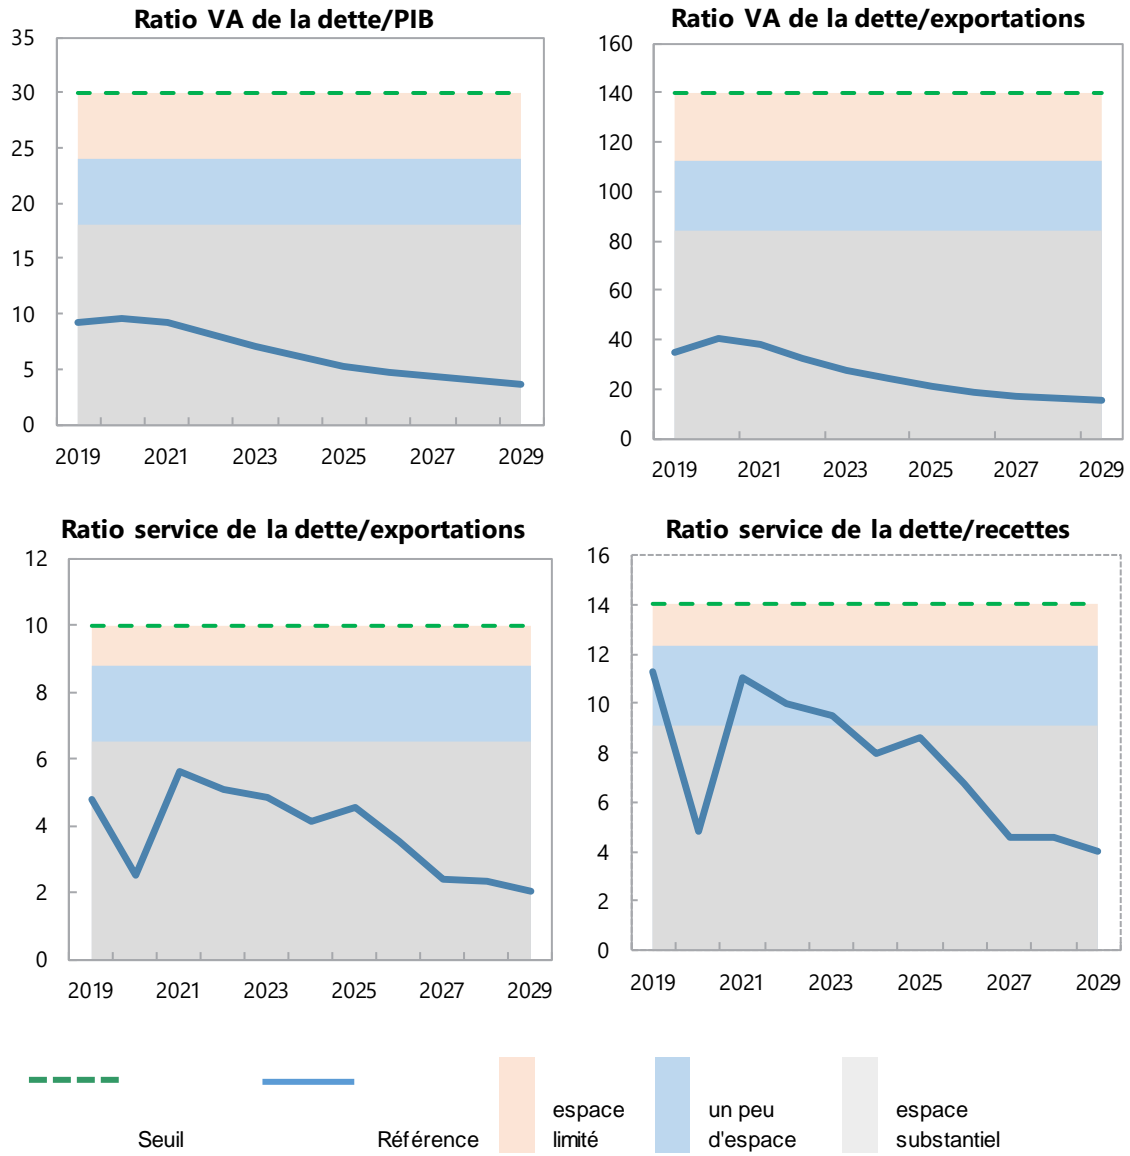 Ratio VA de la dette/PIB
35
30
25
20
15
10
5
0
2019 2021 2023 2025 2027 2029
Ratio VA de la dette/exportations
160
140
120
100
80
60
40
20
0
2019 2021 2023 2025 2027 2029
Ratio service de la dette/exportations
12
10
8
6
4
2
0
2019 2021 2023 2025 2027 2029
Ratio service de la dette/recettes
16
14
12
10
8
6
4
2
0
2019 2021 2023 2025 2027 2029
Seuil
Référence
espace
limité
un peu
d'espace
espace
substantiel